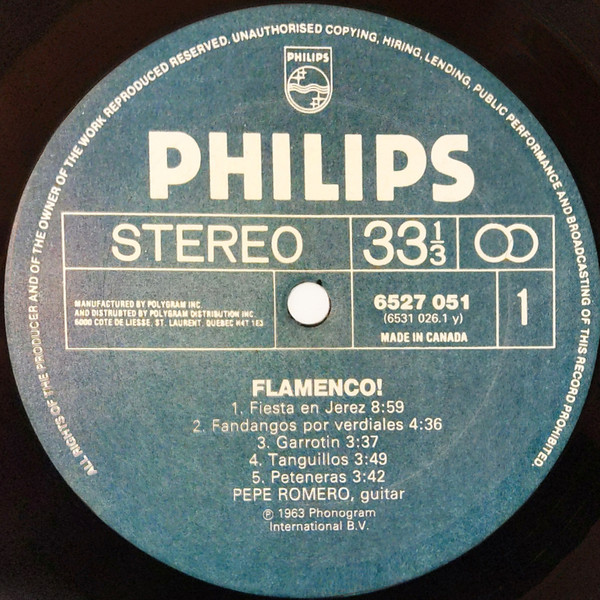 ALL RIGHTS OF THE PRODUCER AND OF THE OWNER OF THE WORK REPRODUCED RESERVED. UNAUTHORISED COPYING, HIRING, LENDING, PUBLIC PERFORMANCE AND BROADCASTING OF THIS RECORD PROHIBITED.
PHILIPS
PHILIPS
STEREO 33 1/3
MANUFACTURED BY POLYGRAM INC.
AND DISTRUBTED BY POLYGRAM DISTRIBUTION INC.
6000 COTE DE LIESSE, ST. LAURENT, QUEBEC H4T 1E3
6527 051
(6531 026.1 y)
MADE IN CANADA
1
FLAMENCO!
1. Fiesta en Jerez 8:59
2. Fandangos por verdiales 4:36
3. Garrotin 3:37
4. Tanguillos 3:49
5. Peteneras 3:42
PEPE ROMERO, guitar
℗ 1963 Phonogram
International B.V.